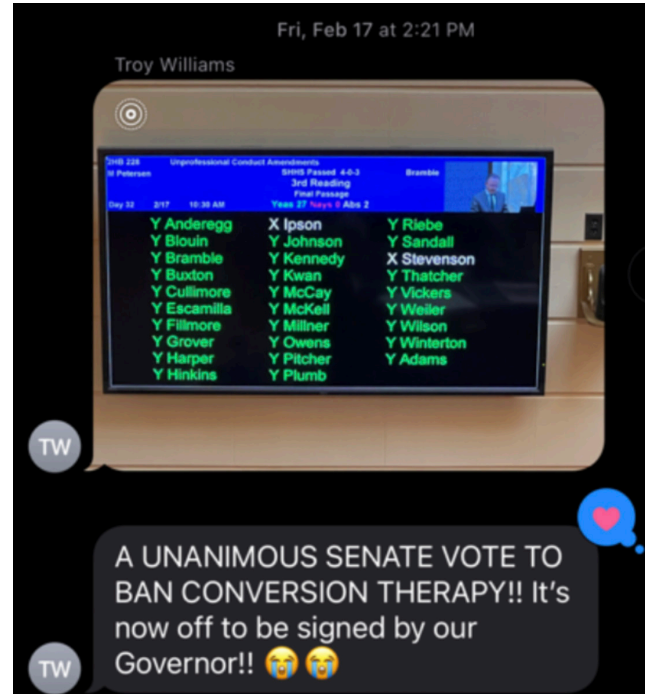 Fri, Feb 17 at 2:21 PM
Troy Williams
2HB 228 Unprofessional Conduct Amendments
M Petersen SHHS Passed 4-0-3 Bramble
3rd Reading
Final Passage
Day 32 2/17 10:30 AM Yeas 27 Nays 0 Abs 2
Y Anderegg X Ipson Y Riebe
Y Blouin Y Johnson Y Sandall
Y Bramble Y Kennedy X Stevenson
Y Buxton Y Kwan Y Thatcher
Y Cullimore Y McCay Y Vickers
Y Escamilla Y McKell Y Weiler
Y Fillmore Y Millner Y Wilson
Y Grover Y Owens Y Winterton
Y Harper Y Pitcher Y Adams
Y Hinkins Y Plumb
TW
A UNANIMOUS SENATE VOTE TO
BAN CONVERSION THERAPY!! It's
now off to be signed by our
Governor!! 😭😭
TW